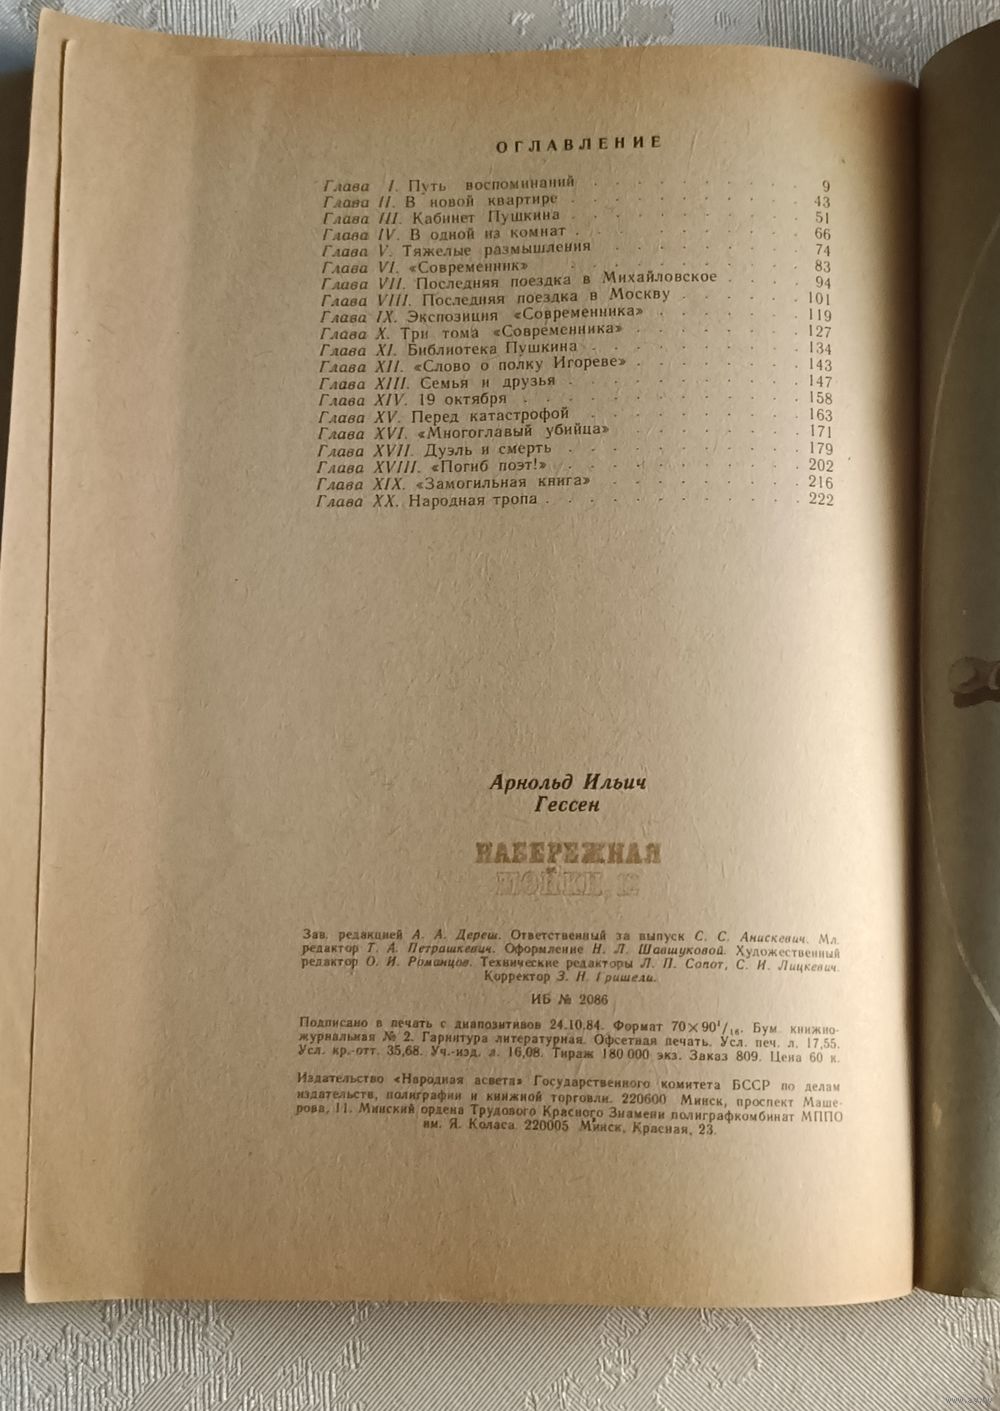 ОГЛАВЛЕНИЕ
Глава I. Путь воспоминаний 9
Глава II. В новой квартире 43
Глава III. Кабинет Пушкина 51
Глава IV. В одной из комнат 66
Глава V. Тяжелые размышления 74
Глава VI. «Современник» 83
Глава VII. Последняя поездка в Михайловское 94
Глава VIII. Последняя поездка в Москву 101
Глава IX. Экспозиция «Современника» 119
Глава X. Три тома «Современника» 127
Глава XI. Библиотека Пушкина 134
Глава XII. «Слово о полку Игореве» 143
Глава XIII. Семья и друзья 147
Глава XIV. 19 октября 158
Глава XV. Перед катастрофой 163
Глава XVI. «Многоглавый убийца» 171
Глава XVII. Дуэль и смерть 179
Глава XVIII. «Погиб поэт!» 202
Глава XIX. «Замогильная книга» 216
Глава XX. Народная тропа 222
Арнольд Ильич
Гессен
НАБЕРЕЖНАЯ
МОЙКИ, 12
Зав. редакцией А. А. Дереш. Ответственный за выпуск С. С. Анискевич. Мл.
редактор Т. А. Петрашкевич. Оформление Н. Л. Шавшуковой. Художественный
редактор О. И. Романцов. Технические редакторы Л. П. Сопот, С. И. Лицкевич.
Корректор З. Н. Гришели.
ИБ № 2086
Подписано в печать с диапозитивов 24.10.84. Формат 70×90¹/₁₆. Бум. книжно-
журнальная № 2. Гарнитура литературная. Офсетная печать. Усл. печ. л. 17,55.
Усл. кр.-отт. 35,68. Уч.-изд. л. 16,08. Тираж 180 000 экз. Заказ 809. Цена 60 к.
Издательство «Народная асвета» Государственного комитета БССР по делам
издательств, полиграфии и книжной торговли. 220600 Минск, проспект Маше-
рова, 11. Минский ордена Трудового Красного Знамени полиграфкомбинат МППО
им. Я. Коласа. 220005 Минск, Красная, 23.